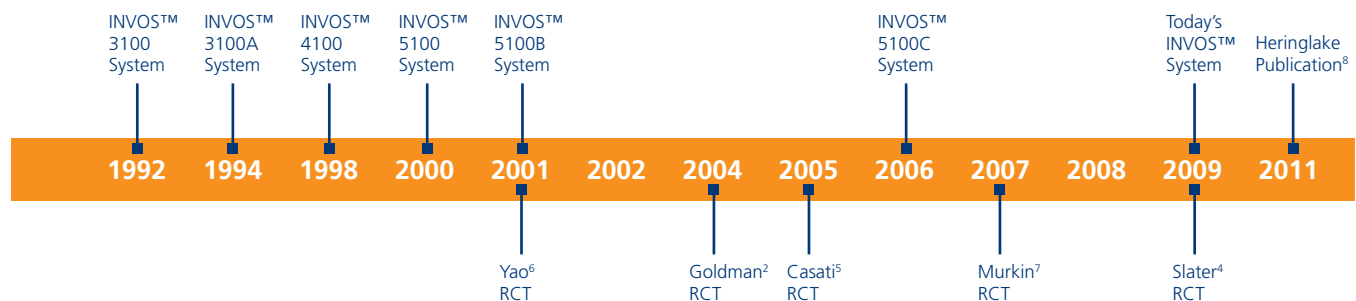 INVOS™
3100
System
INVOS™
3100A
System
INVOS™
4100
System
INVOS™
5100
System
INVOS™
5100B
System
INVOS™
5100C
System
Today's
INVOS™
System
Heringlake
Publication⁸
1992
1994
1998
2000
2001
2002
2004
2005
2006
2007
2008
2009
2011
Yao⁶
RCT
Goldman²
RCT
Casati⁵
RCT
Murkin⁷
RCT
Slater⁴
RCT